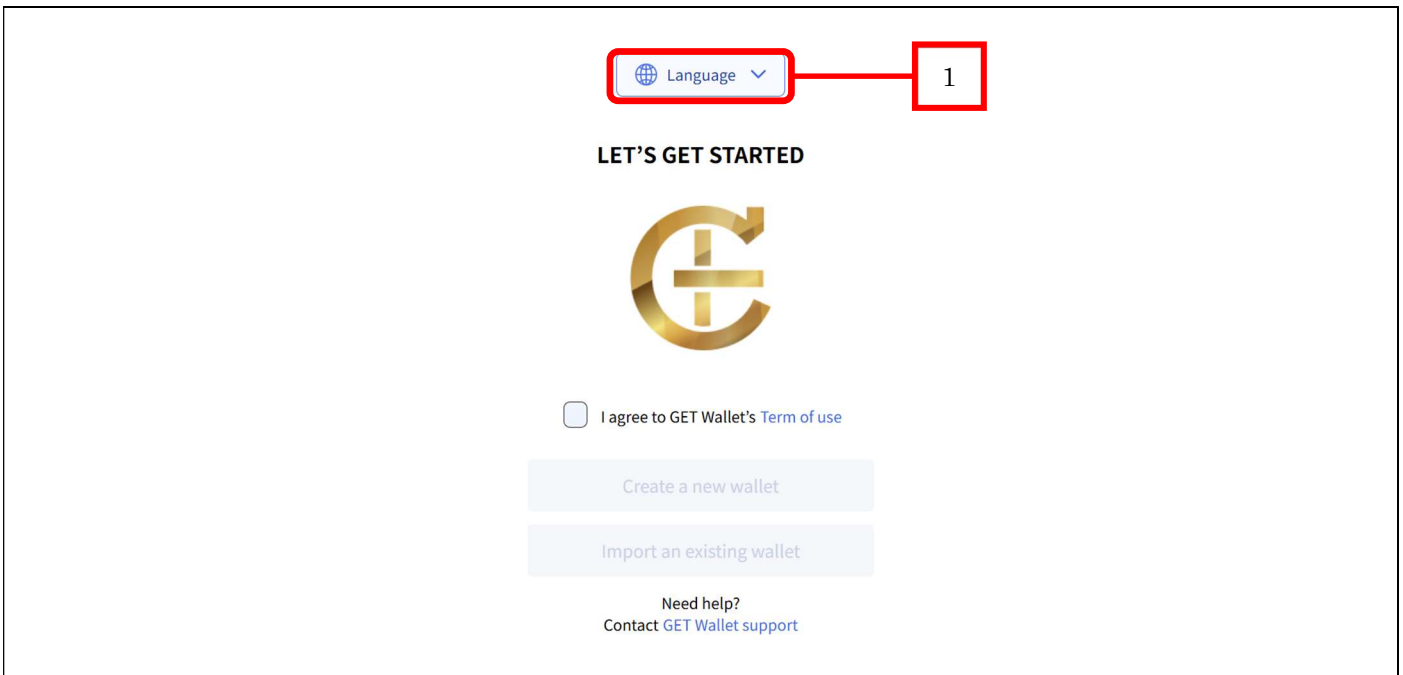 Language
1
LET’S GET STARTED
I agree to GET Wallet’s Term of use
Create a new wallet
Import an existing wallet
Need help?
Contact GET Wallet support